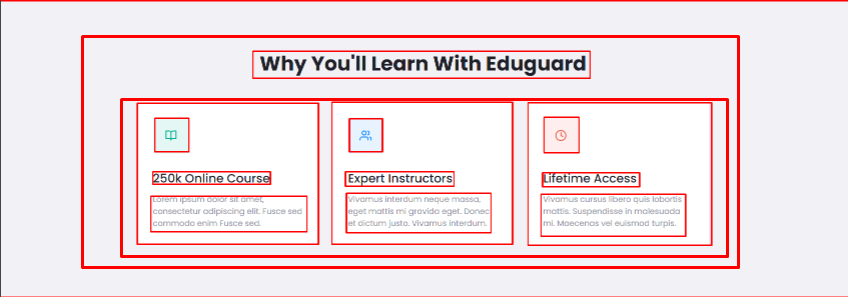 Why You'll Learn With Eduguard
250k Online Course
Lorem ipsum dolor sit amet,
consectetur adipiscing elit. Fusce sed
commodo enim Fusce sed.
Expert Instructors
Vivamus interdum neque massa,
eget mattis mi gravida eget. Donec
et dictum justo. Vivamus interdum.
Lifetime Access
Vivamus cursus libero quis lobortis
mattis. Suspendisse in malesuada
mi. Maecenas vel euismod turpis.